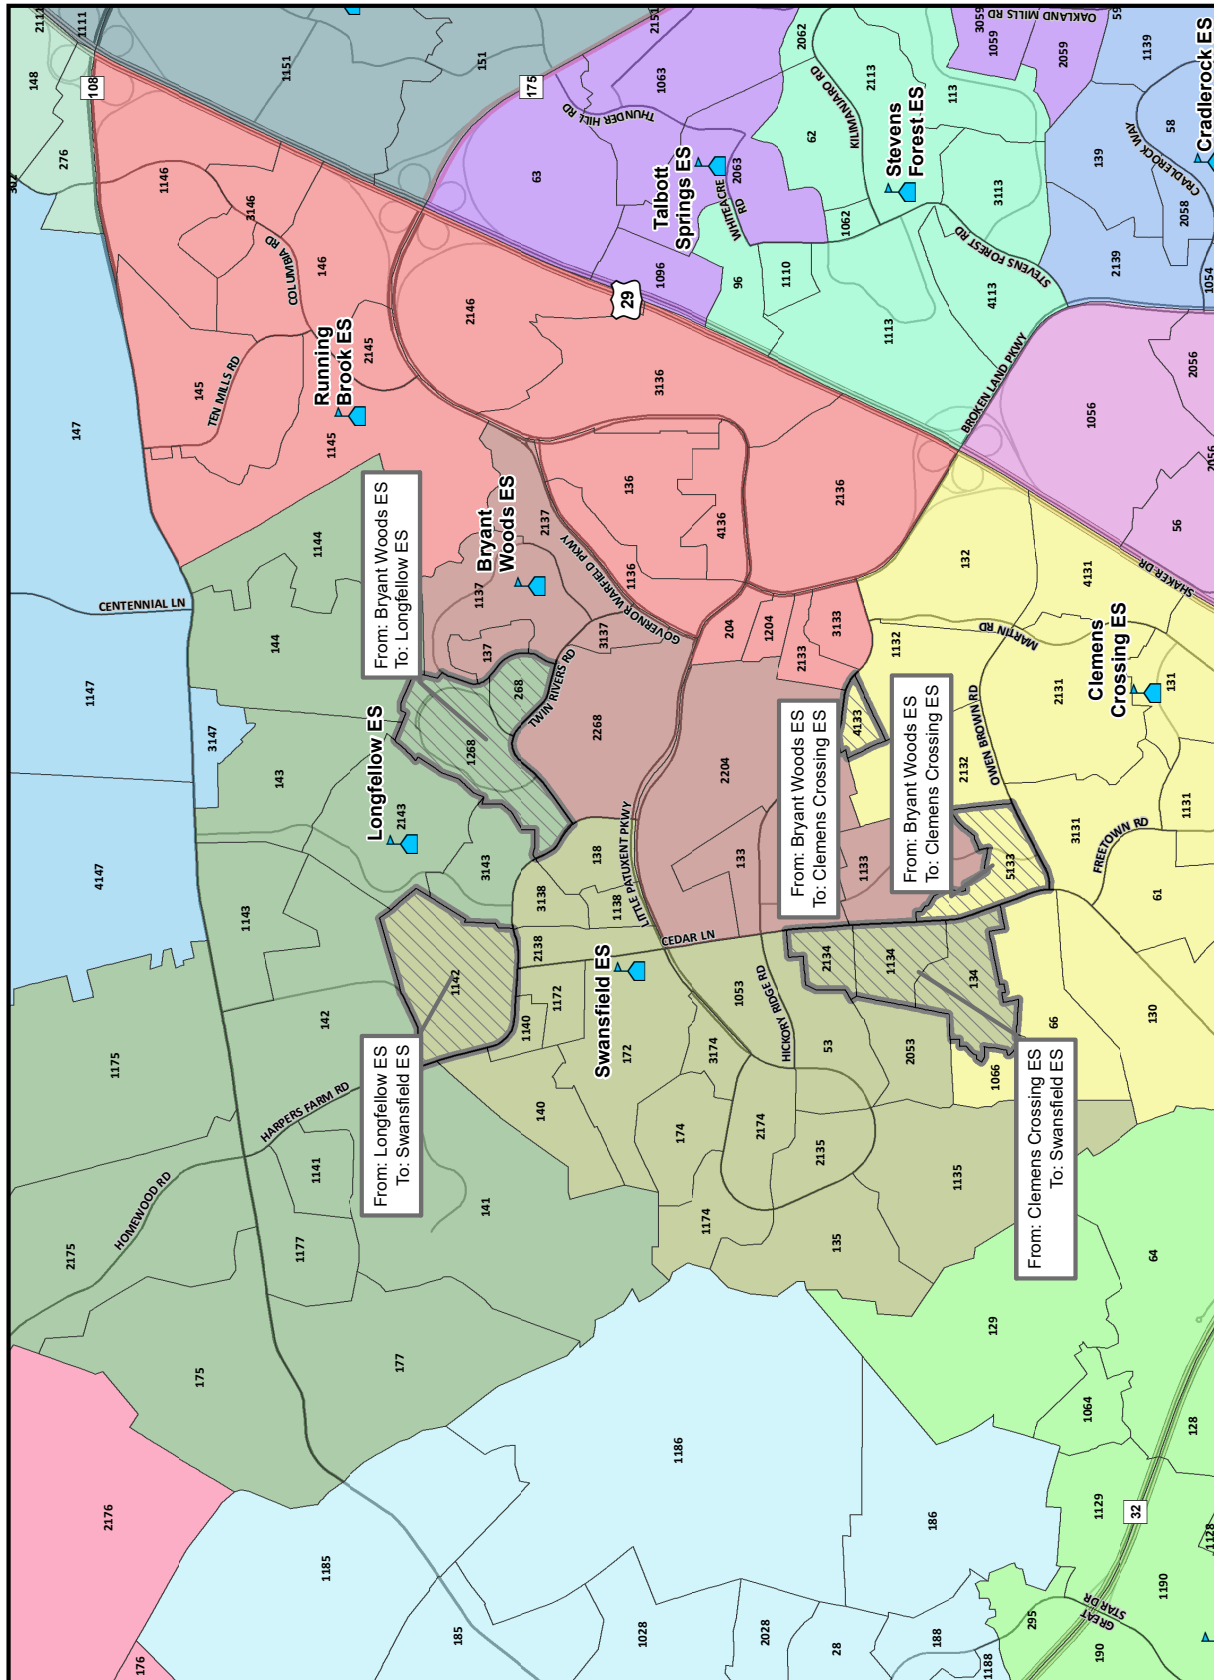 176
2176
2175
HOMEWOOD RD
1175
4147
1147
147
148
2111
1111
276
302
108
CENTENNIAL LN
3147
175
1177
1141
HARPERS FARM RD
142
1143
143
144
1144
1145
145
TEN MILLS RD
1146
3146
COLUMBIA RD
146
2145
Running
Brook ES
1151
151
2151
175
1185
185
177
141
From: Longfellow ES
To: Swansfield ES
1142
Longfellow ES
2143
3143
From: Bryant Woods ES
To: Longfellow ES
1268
268
137
1137
Bryant
Woods ES
2137
2146
63
1063
THUNDER HILL RD
1140
1172
2138
3138
138
1138
TWIN RIVERS RD
3137
2268
GOVERNOR WARFIELD PKWY
1136
136
3136
29
1096
Talbott
Springs ES
2063
WHITEACRE
RD
1028
140
172
Swansfield ES
LITTLE PATUXENT PKWY
CEDAR LN
2204
204
4136
1204
2133
3133
2136
96
1110
62
2062
KILIMANJARO RD
1062
2113
Stevens
Forest ES
113
1186
1174
174
3174
2174
1053
HICKORY RIDGE RD
133
2028
28
135
2135
53
2134
From: Bryant Woods ES
To: Clemens Crossing ES
4133
1113
3059
1059
2059
OAKLAND MILLS RD
188
1188
186
1135
2053
1134
134
1133
From: Bryant Woods ES
To: Clemens Crossing ES
5133
2132
1132
132
BROKEN LAND PKWY
4113
STEVENS FOREST RD
3113
295
GREAT
STAR DR
129
1066
66
From: Clemens Crossing ES
To: Swansfield ES
OWEN BROWN RD
MARTIN RD
2131
3131
4131
1056
2139
139
1139
59
CRADLEROCK WAY
190
1190
1129
1064
32
64
130
61
FREETOWN RD
1131
Clemens
Crossing ES
131
SHAKER DR
56
2056
2056
2058
58
1054
Cradlerock ES
128
1128